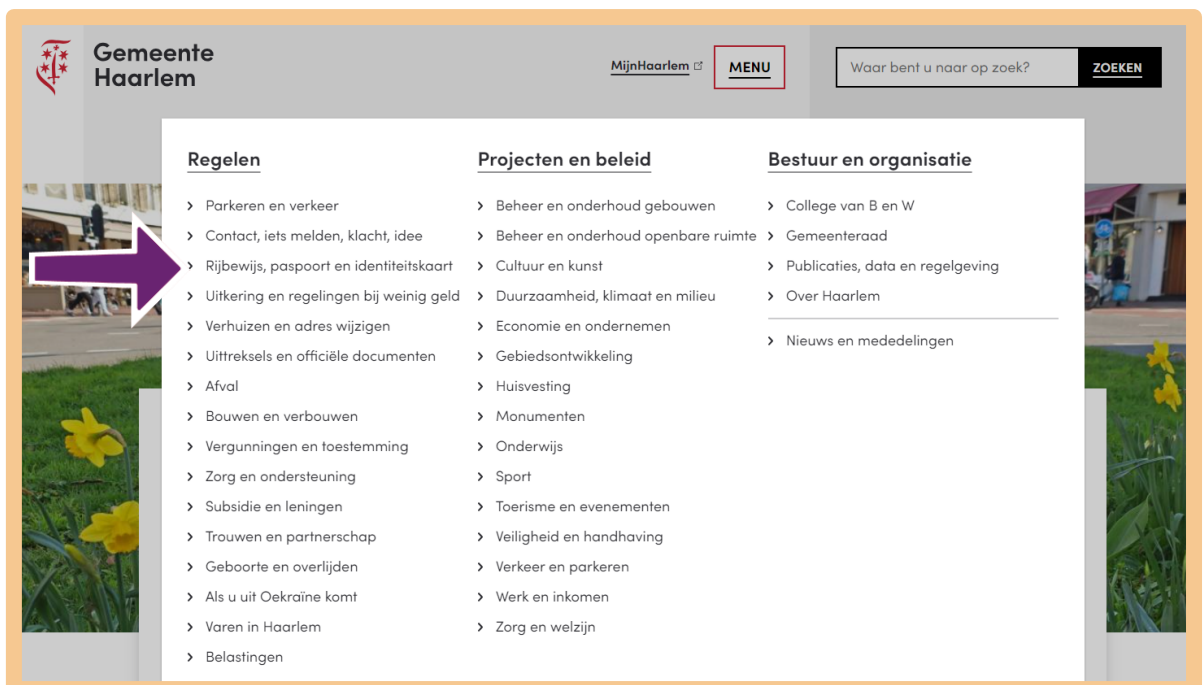 Gemeente
Haarlem
MijnHaarlem
MENU
Waar bent u naar op zoek?
ZOEKEN
Regelen
Parkeren en verkeer
Contact, iets melden, klacht, idee
Rijbewijs, paspoort en identiteitskaart
Uitkering en regelingen bij weinig geld
Verhuizen en adres wijzigen
Uittreksels en officiële documenten
Afval
Bouwen en verbouwen
Vergunningen en toestemming
Zorg en ondersteuning
Subsidie en leningen
Trouwen en partnerschap
Geboorte en overlijden
Als u uit Oekraïne komt
Varen in Haarlem
Belastingen
Projecten en beleid
Beheer en onderhoud gebouwen
Beheer en onderhoud openbare ruimte
Cultuur en kunst
Duurzaamheid, klimaat en milieu
Economie en ondernemen
Gebiedsontwikkeling
Huisvesting
Monumenten
Onderwijs
Sport
Toerisme en evenementen
Veiligheid en handhaving
Verkeer en parkeren
Werk en inkomen
Zorg en welzijn
Bestuur en organisatie
College van B en W
Gemeenteraad
Publicaties, data en regelgeving
Over Haarlem
Nieuws en mededelingen